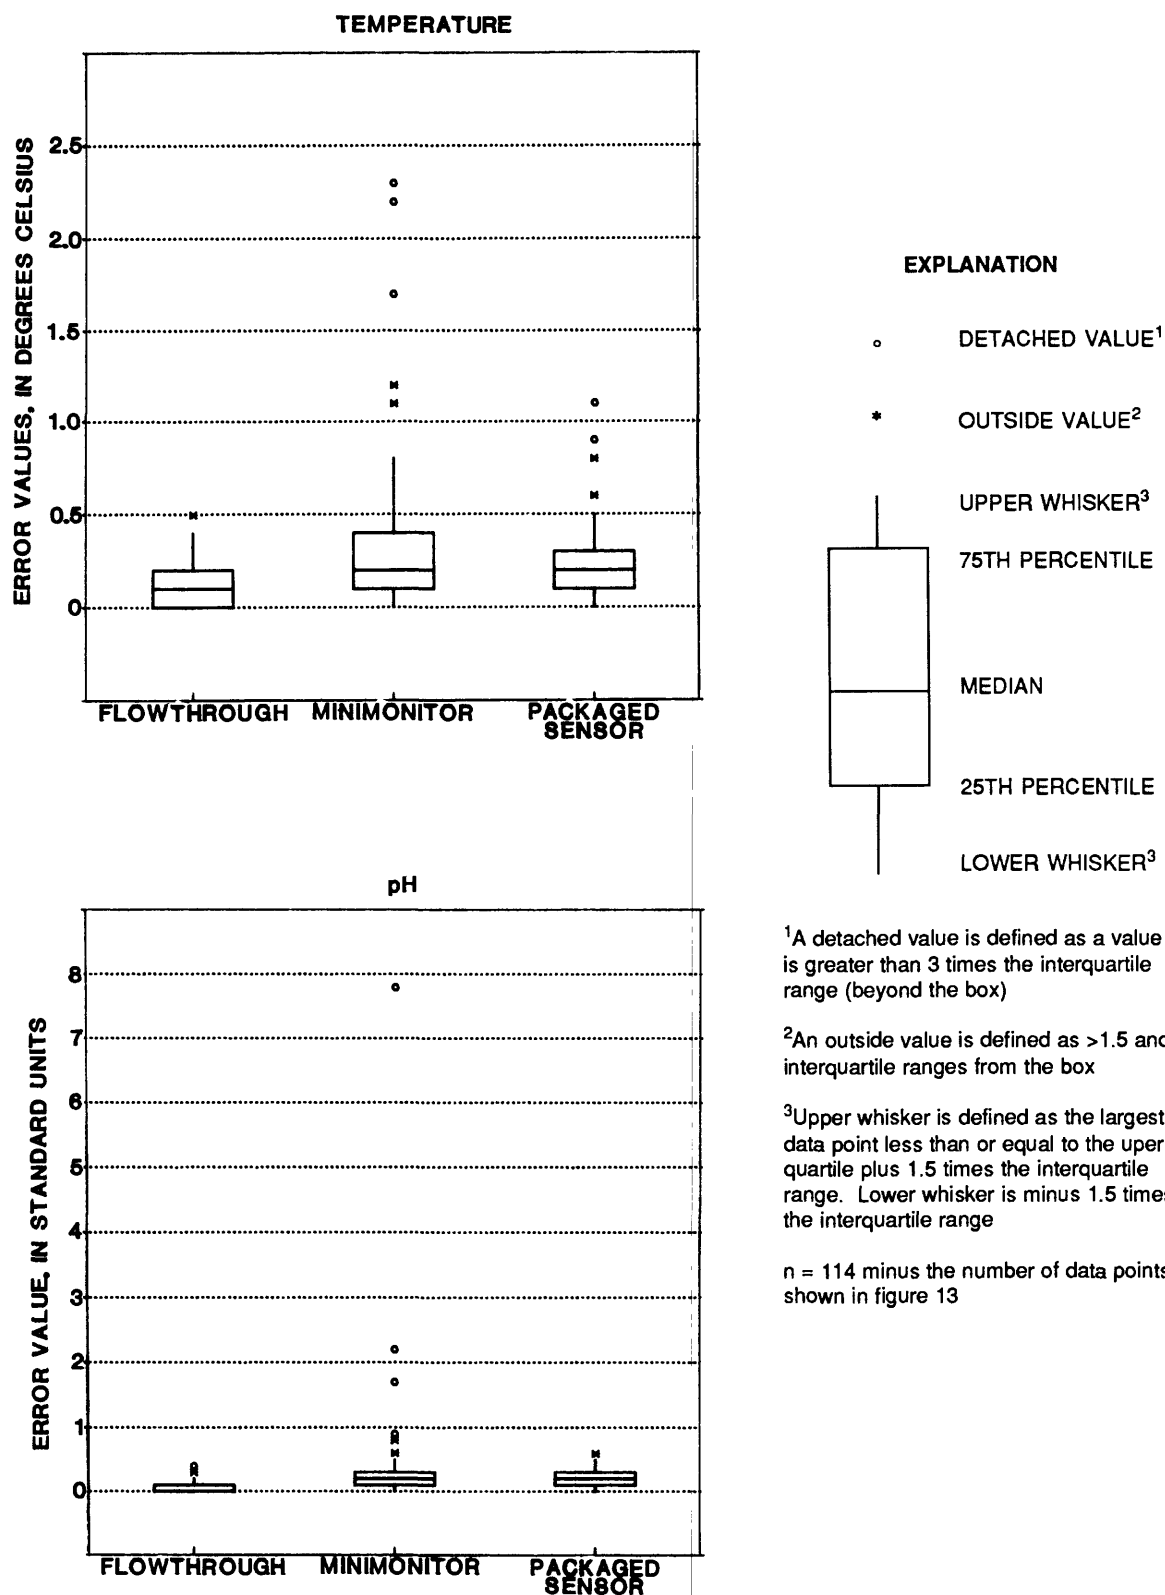 TEMPERATURE
ERROR VALUES, IN DEGREES CELSIUS
2.5
2.0
1.5
1.0
0.5
0
FLOWTHROUGH MINIMONITOR PACKAGED
SENSOR
EXPLANATION
DETACHED VALUE1
* OUTSIDE VALUE2
UPPER WHISKER3
75TH PERCENTILE
MEDIAN
25TH PERCENTILE
LOWER WHISKER3
pH
ERROR VALUE, IN STANDARD UNITS
8
7
6
5
4
3
2
1
0
FLOWTHROUGH MINIMONITOR PACKAGED
SENSOR
1A detached value is defined as a value
is greater than 3 times the interquartile
range (beyond the box)
2An outside value is defined as >1.5 and
interquartile ranges from the box
3Upper whisker is defined as the largest
data point less than or equal to the uper
quartile plus 1.5 times the interquartile
range. Lower whisker is minus 1.5 times
the interquartile range
n = 114 minus the number of data points
shown in figure 13